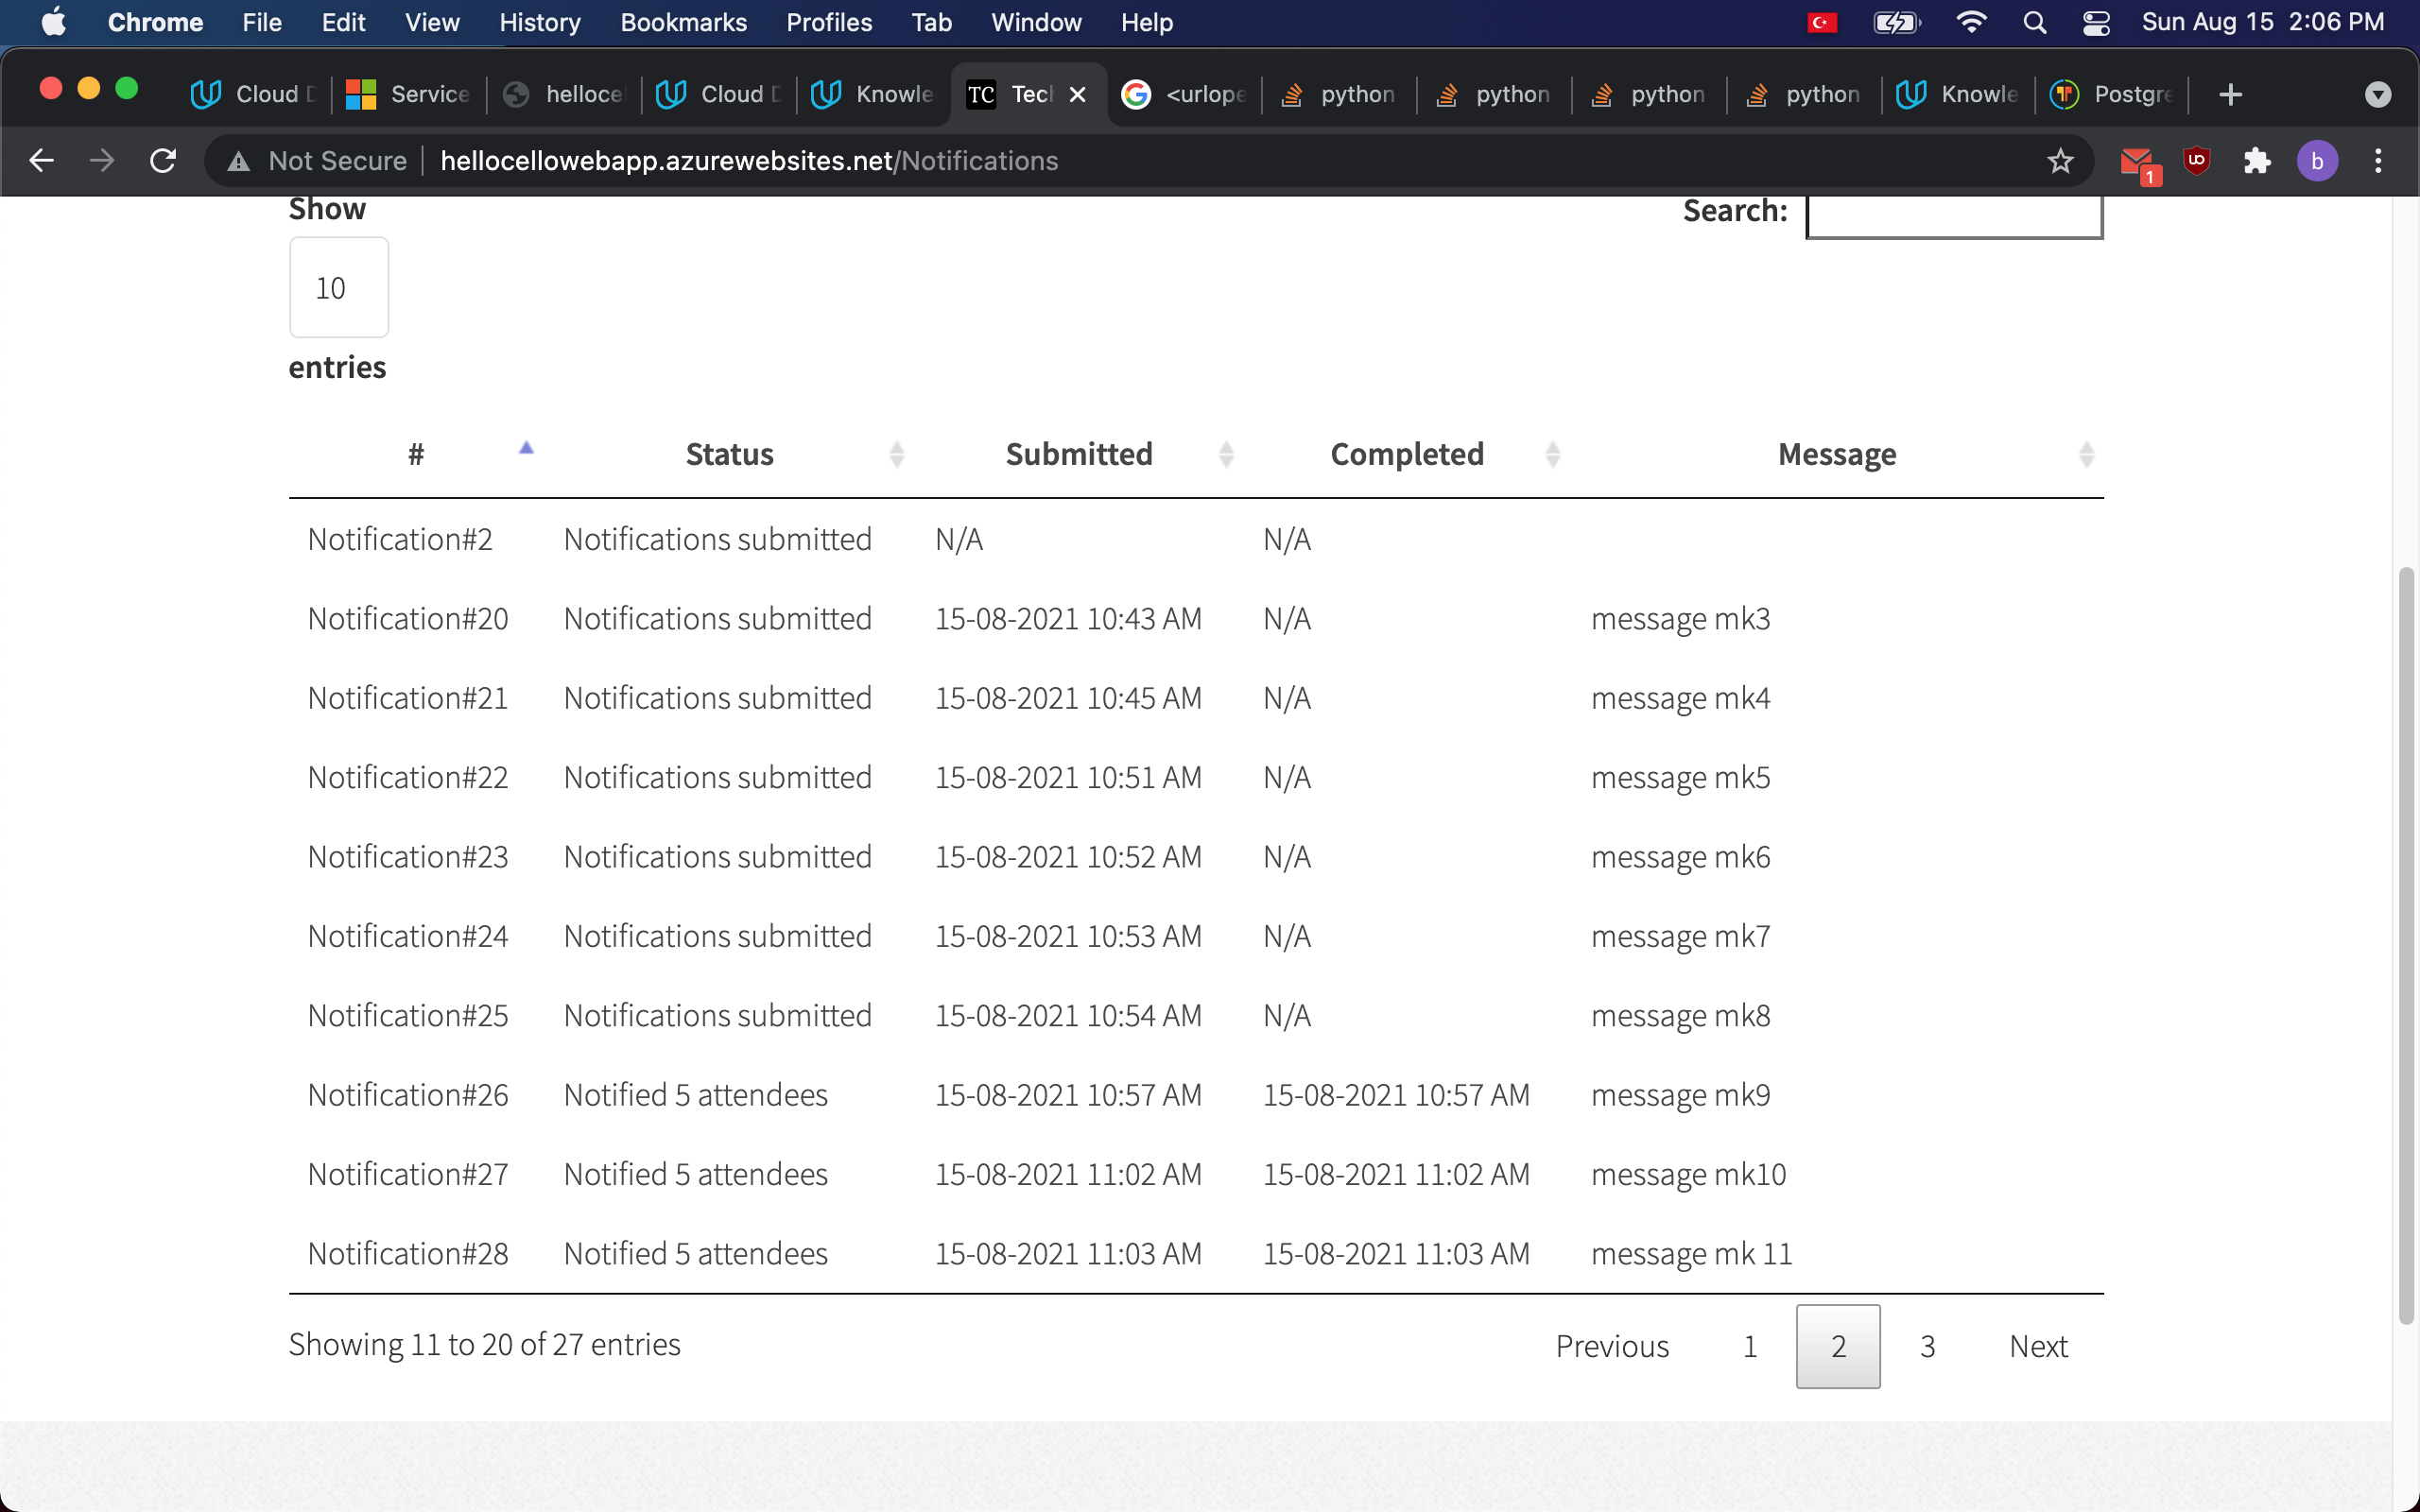 Chrome File Edit View History Bookmarks Profiles Tab Window Help Sun Aug 15 2:06 PM
Cloud D Service helloce Cloud D Knowle TC Tech <urlope python python python python Knowle Postgre
Not Secure hellocellowebapp.azurewebsites.net/Notifications 1 b
Show Search:
10
entries
# Status Submitted Completed Message
Notification#2 Notifications submitted N/A N/A
Notification#20 Notifications submitted 15-08-2021 10:43 AM N/A message mk3
Notification#21 Notifications submitted 15-08-2021 10:45 AM N/A message mk4
Notification#22 Notifications submitted 15-08-2021 10:51 AM N/A message mk5
Notification#23 Notifications submitted 15-08-2021 10:52 AM N/A message mk6
Notification#24 Notifications submitted 15-08-2021 10:53 AM N/A message mk7
Notification#25 Notifications submitted 15-08-2021 10:54 AM N/A message mk8
Notification#26 Notified 5 attendees 15-08-2021 10:57 AM 15-08-2021 10:57 AM message mk9
Notification#27 Notified 5 attendees 15-08-2021 11:02 AM 15-08-2021 11:02 AM message mk10
Notification#28 Notified 5 attendees 15-08-2021 11:03 AM 15-08-2021 11:03 AM message mk 11
Showing 11 to 20 of 27 entries Previous 1 2 3 Next